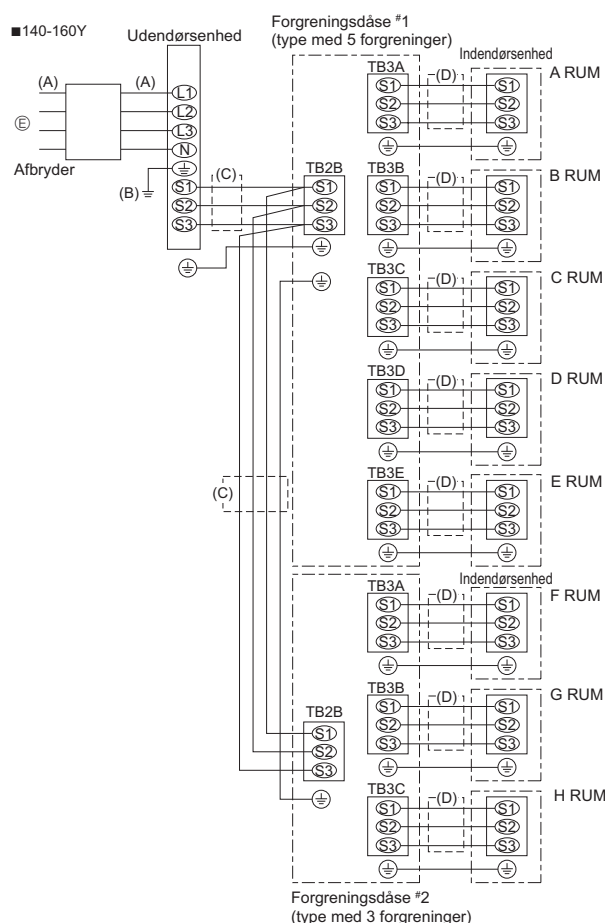 ■140-160Y
Udendørsenhed
Forgreningsdåse #1
(type med 5 forgreninger)
Indendørsenhed
(A)
(A)
L1
L2
L3
N
Ⓔ
Afbryder
(B)
S1
S2
S3
(C)
TB2B
S1
S2
S3
TB3A
S1
S2
S3
(D)
S1
S2
S3
A RUM
TB3B
S1
S2
S3
(D)
S1
S2
S3
B RUM
TB3C
S1
S2
S3
(D)
S1
S2
S3
C RUM
TB3D
S1
S2
S3
(D)
S1
S2
S3
D RUM
TB3E
S1
S2
S3
(D)
S1
S2
S3
E RUM
(C)
Indendørsenhed
TB3A
S1
S2
S3
(D)
S1
S2
S3
F RUM
TB2B
S1
S2
S3
TB3B
S1
S2
S3
(D)
S1
S2
S3
G RUM
TB3C
S1
S2
S3
(D)
S1
S2
S3
H RUM
Forgreningsdåse #2
(type med 3 forgreninger)